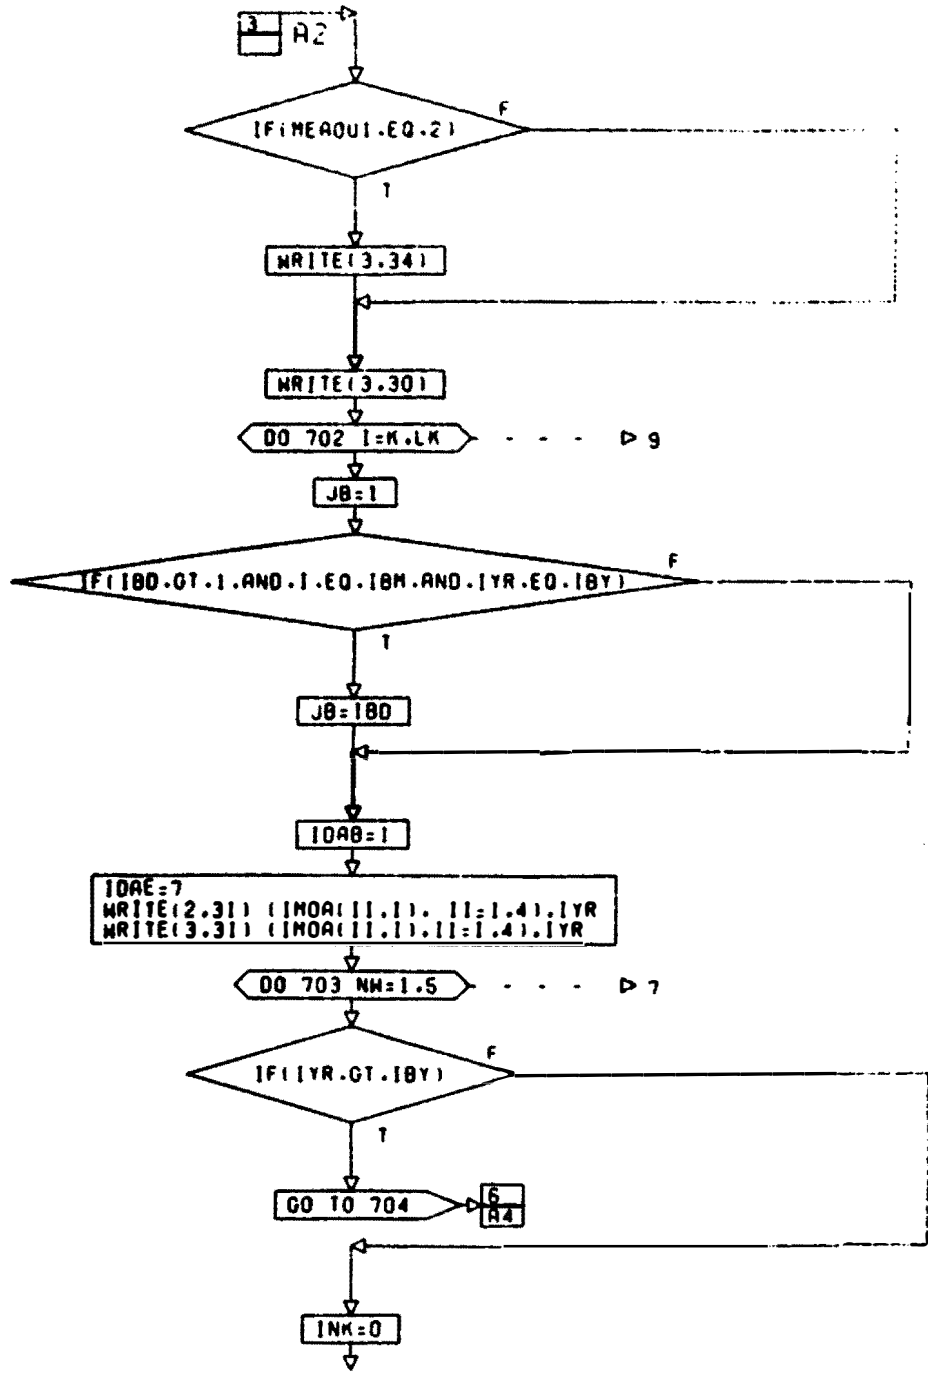 3
A2
IF(MEAQUI.EQ.2)
F
T
WRITE(3.34)
WRITE(3.30)
DO 702 I=K.LK
9
JB=1
IF(IBD.GT.1.AND.I.EQ.IBM.AND.IYR.EQ.IBY)
F
T
JB=IBD
IDAB=1
IDAE=7
WRITE(2.31) (IMOA(II.I). II=1.4).IYR
WRITE(3.31) (IMOA(II.I).II=1.4).IYR
DO 703 NW=1.5
7
IF(IYR.GT.IBY)
F
T
GO TO 704
6
A4
INK=0